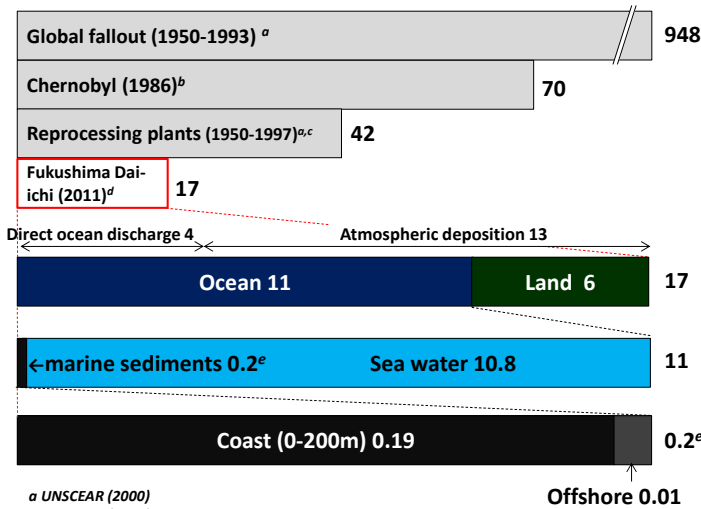 Global fallout (1950-1993) a 948
Chernobyl (1986)b 70
Reprocessing plants (1950-1997)a,c 42
Fukushima Dai-
ichi (2011)d 17
Direct ocean discharge 4 Atmospheric deposition 13
Ocean 11 Land 6 17
←marine sediments 0.2e Sea water 10.8 11
Coast (0-200m) 0.19 0.2e
a UNSCEAR (2000) Offshore 0.01